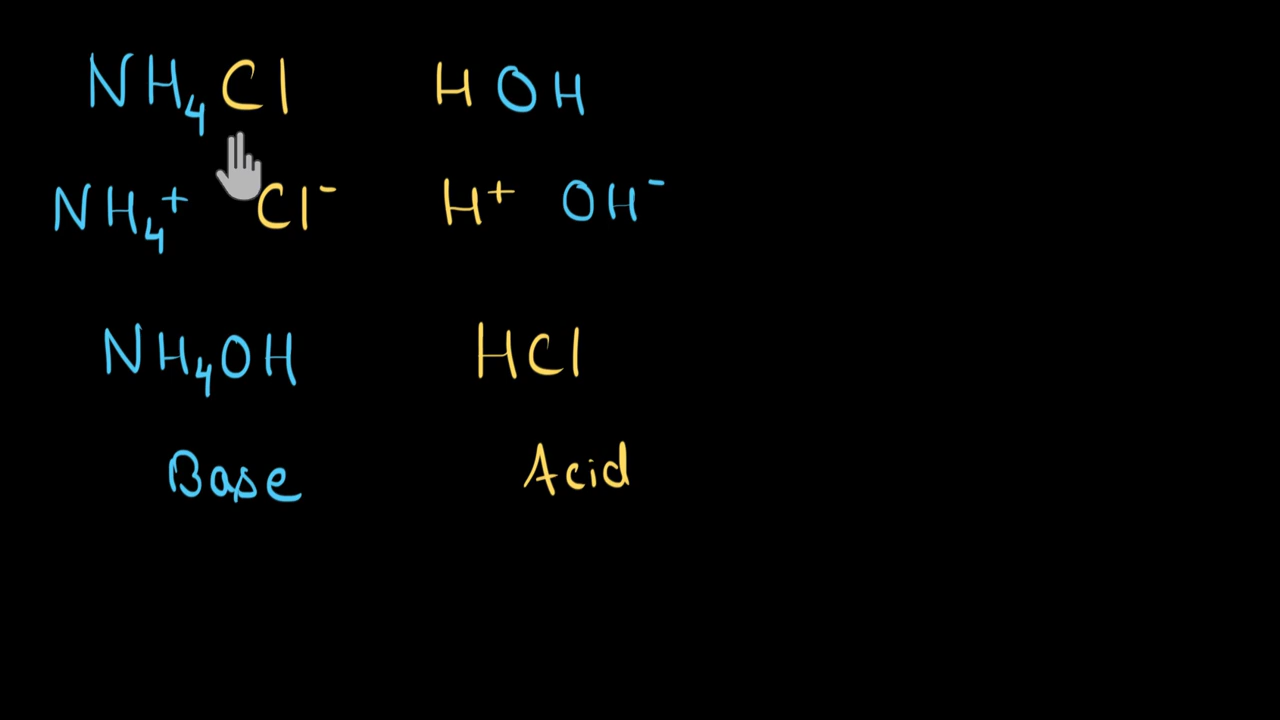 NH₄Cl HOH
NH₄⁺ Cl⁻ H⁺ OH⁻
NH₄OH HCl
Base Acid